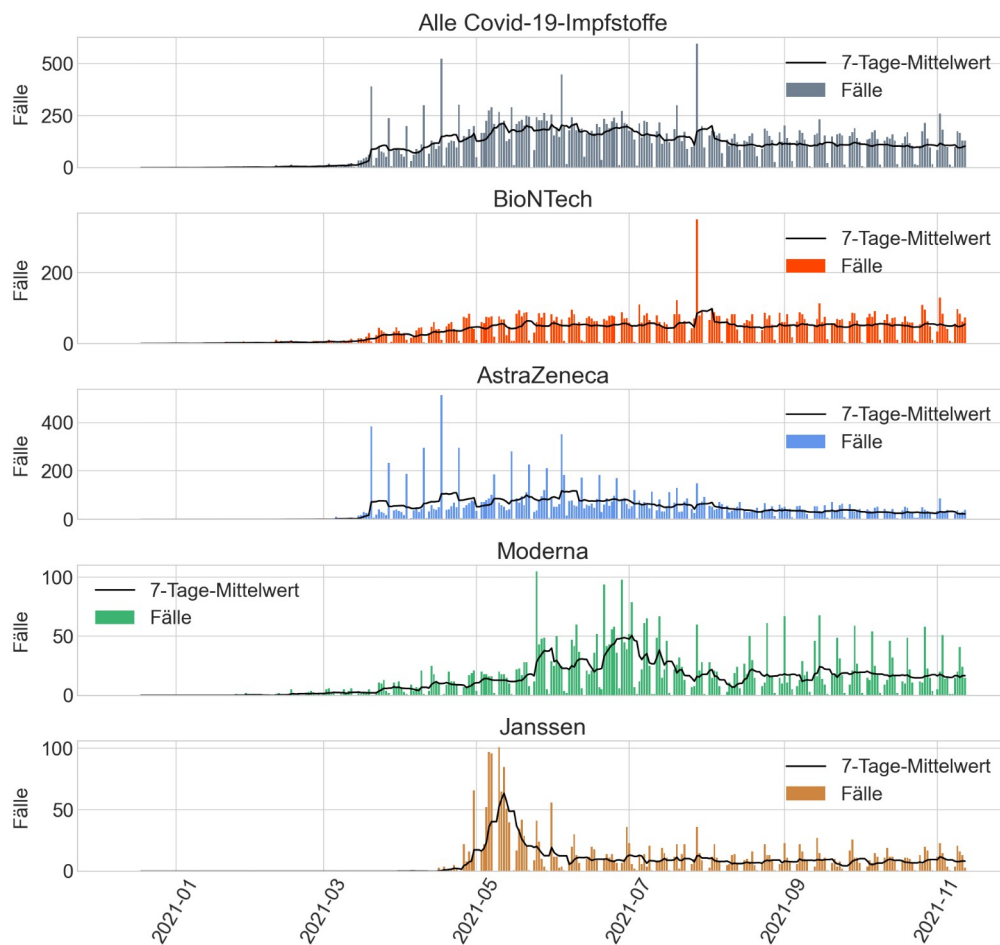 Alle Covid-19-Impfstoffe
Fälle
500
250
0
7-Tage-Mittelwert
Fälle
BioNTech
Fälle
200
0
7-Tage-Mittelwert
Fälle
AstraZeneca
Fälle
400
200
0
7-Tage-Mittelwert
Fälle
Moderna
Fälle
100
50
0
7-Tage-Mittelwert
Fälle
Janssen
Fälle
100
50
0
7-Tage-Mittelwert
Fälle
2021-01
2021-03
2021-05
2021-07
2021-09
2021-11